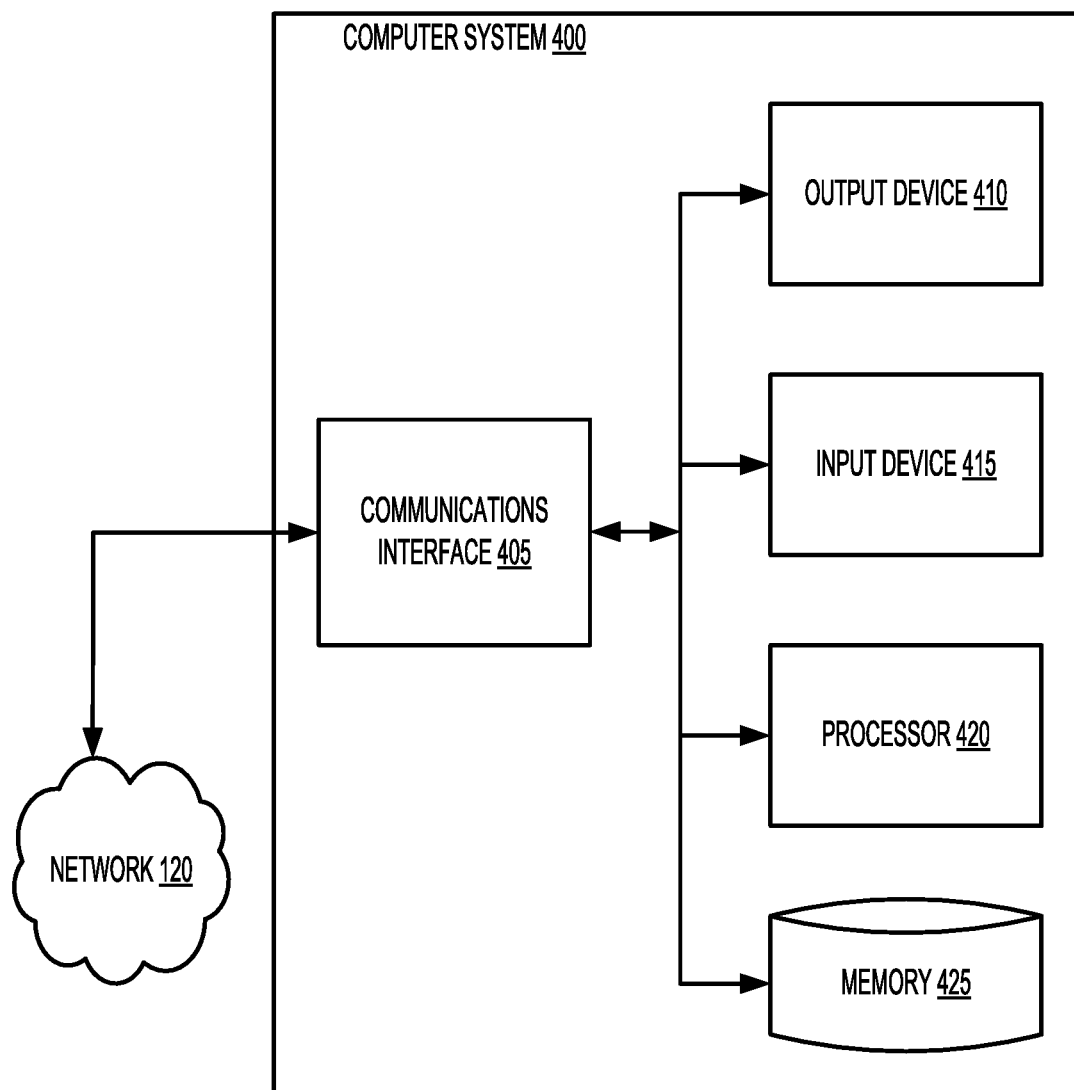 COMPUTER SYSTEM 400
OUTPUT DEVICE 410
INPUT DEVICE 415
COMMUNICATIONS
INTERFACE 405
PROCESSOR 420
NETWORK 120
MEMORY 425